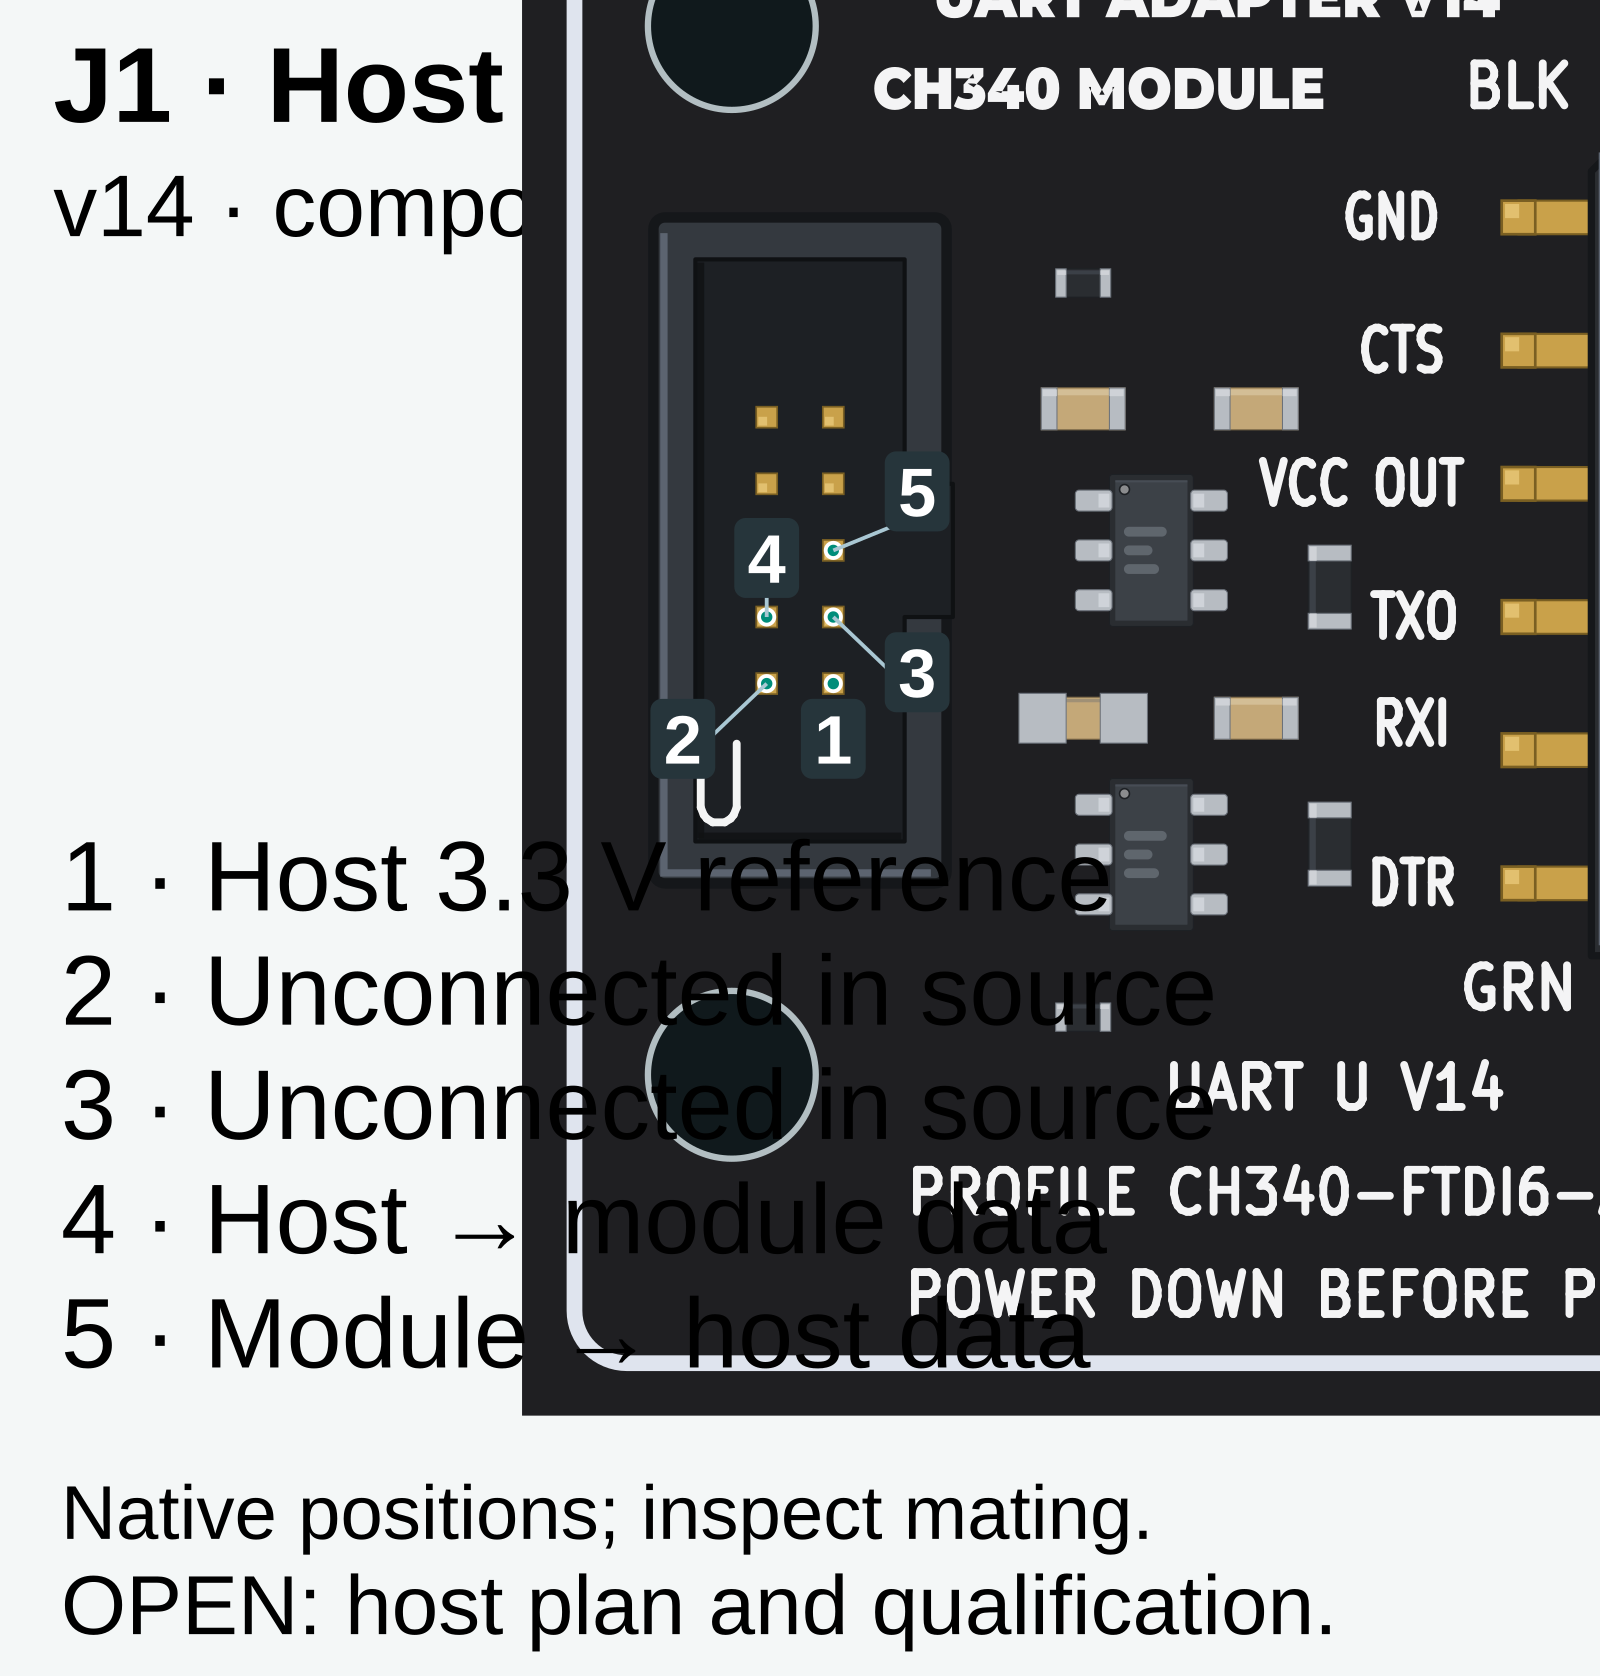 UART ADAPTER V14
J1 · Host
CH340 MODULE
BLK
v14 · compo
GND
CTS
VCC OUT
TXO
RXI
DTR
GRN
5
4
3
2
1
1 · Host 3.3 V reference
2 · Unconnected in source
3 · Unconnected in source
4 · Host → module data
5 · Module → host data
UART U V14
PROFILE CH340-FTDI6-
POWER DOWN BEFORE P
Native positions; inspect mating.
OPEN: host plan and qualification.